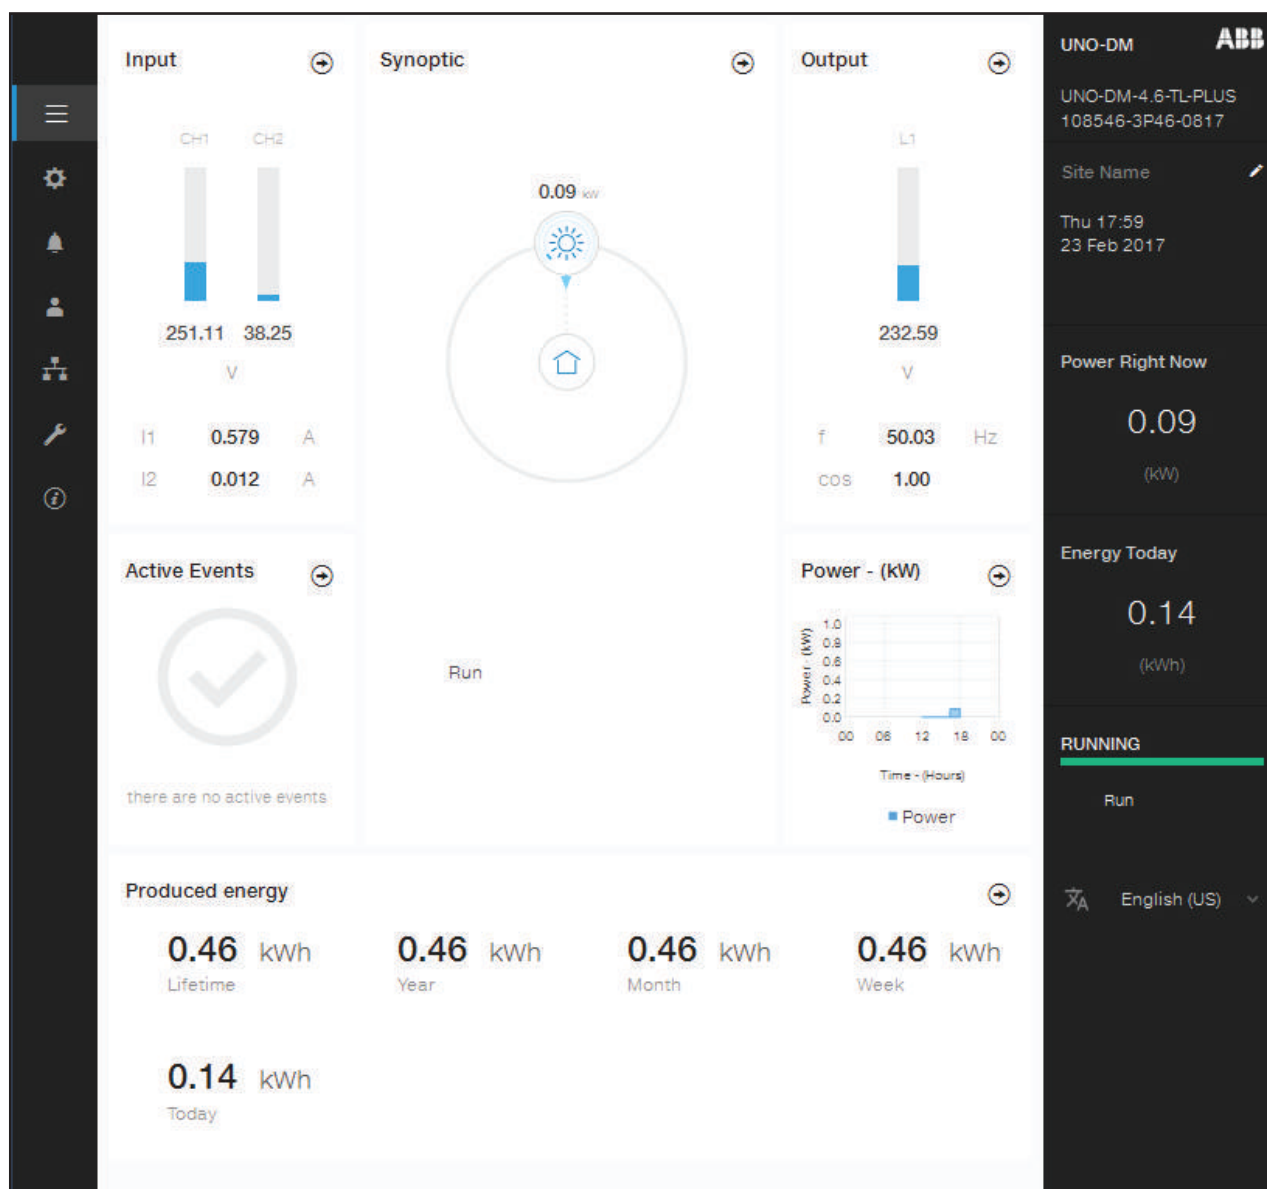 Input
CH1 CH2
251.11 38.25
V
I1 0.579 A
I2 0.012 A
Synoptic
0.09 kW
Run
Output
L1
232.59
V
f 50.03 Hz
cos 1.00
Active Events
there are no active events
Power - (kW)
Power - (kW)
1.0
0.8
0.6
0.4
0.2
0.0
00 06 12 18 00
Time - (Hours)
Power
Produced energy
0.46 kWh
Lifetime
0.46 kWh
Year
0.46 kWh
Month
0.46 kWh
Week
0.14 kWh
Today
UNO-DM ABB
UNO-DM-4.6-TL-PLUS
108546-3P46-0817
Site Name
Thu 17:59
23 Feb 2017
Power Right Now
0.09
(kW)
Energy Today
0.14
(kWh)
RUNNING
Run
English (US)